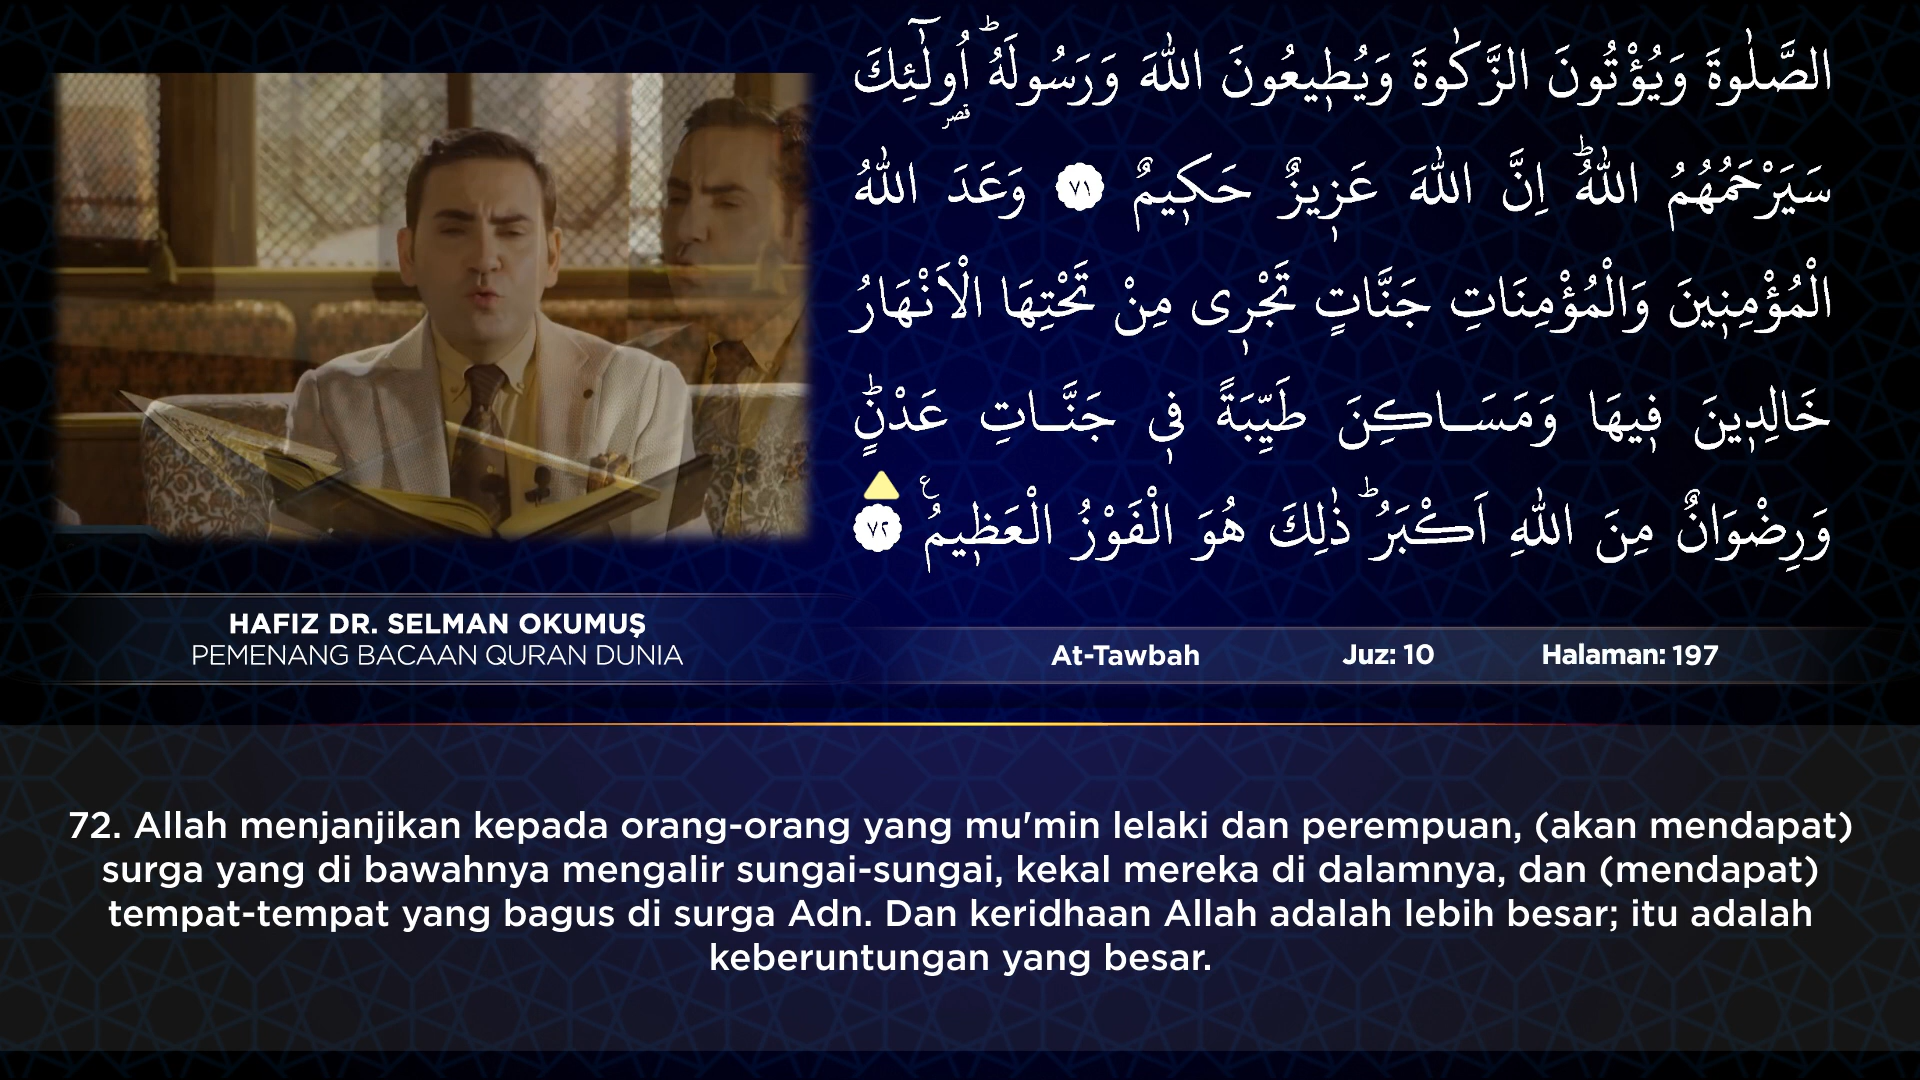 الصَّلٰوةَ وَيُؤْتُونَ الزَّكٰوةَ وَيُطِيعُونَ اللّٰهَ وَرَسُولَهُ ۜ اُولٰٓئِكَ
قصر
سَيَرْحَمُهُمُ اللّٰهُ ۜ اِنَّ اللّٰهَ عَزِيزٌ حَكِيمٌ ٧١ وَعَدَ اللّٰهُ
الْمُؤْمِنِينَ وَالْمُؤْمِنَاتِ جَنَّاتٍ تَجْرِى مِنْ تَحْتِهَا الْاَنْهَارُ
خَالِدِينَ فِيهَا وَمَسَاكِنَ طَيِّبَةً فِى جَنَّاتِ عَدْنٍ ۜ
وَرِضْوَانٌ مِنَ اللّٰهِ اَكْبَرُ ۜ ذٰلِكَ هُوَ الْفَوْزُ الْعَظِيمُ ع ٧٢
HAFIZ DR. SELMAN OKUMUŞ
PEMENANG BACAAN QURAN DUNIA
At-Tawbah Juz: 10 Halaman: 197
72. Allah menjanjikan kepada orang-orang yang mu'min lelaki dan perempuan, (akan mendapat)
surga yang di bawahnya mengalir sungai-sungai, kekal mereka di dalamnya, dan (mendapat)
tempat-tempat yang bagus di surga Adn. Dan keridhaan Allah adalah lebih besar; itu adalah
keberuntungan yang besar.